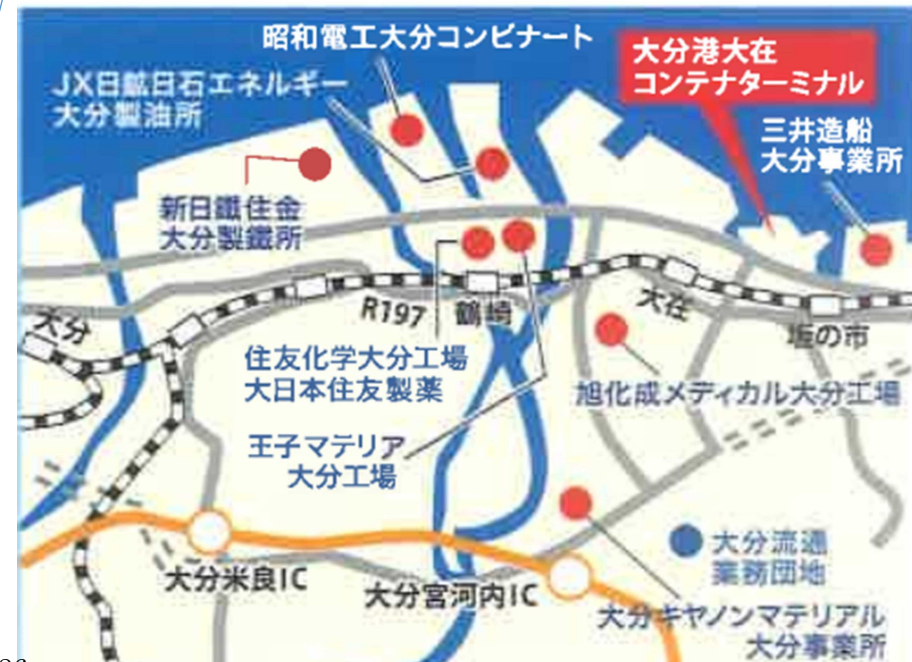 昭和電工大分コンビナート
大分港大在
コンテナターミナル
JX日鉱日石エネルギー
大分製油所
三井造船
大分事業所
新日鐵住金
大分製鐵所
大分
R197
鶴崎
大在
坂の市
住友化学大分工場
大日本住友製薬
旭化成メディカル大分工場
王子マテリア
大分工場
大分流通
業務団地
大分米良IC
大分宮河内IC
大分キヤノンマテリアル
大分事業所